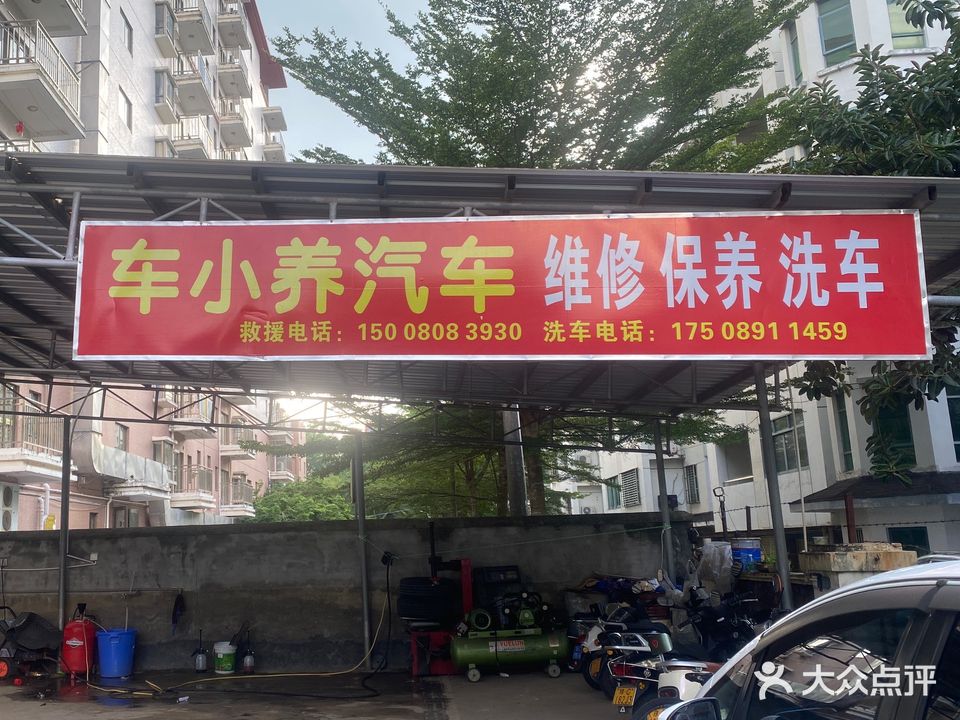 车小养汽车 维修 保养 洗车
救援电话：150 0808 3930 洗车电话：175 0891 1459
大众点评